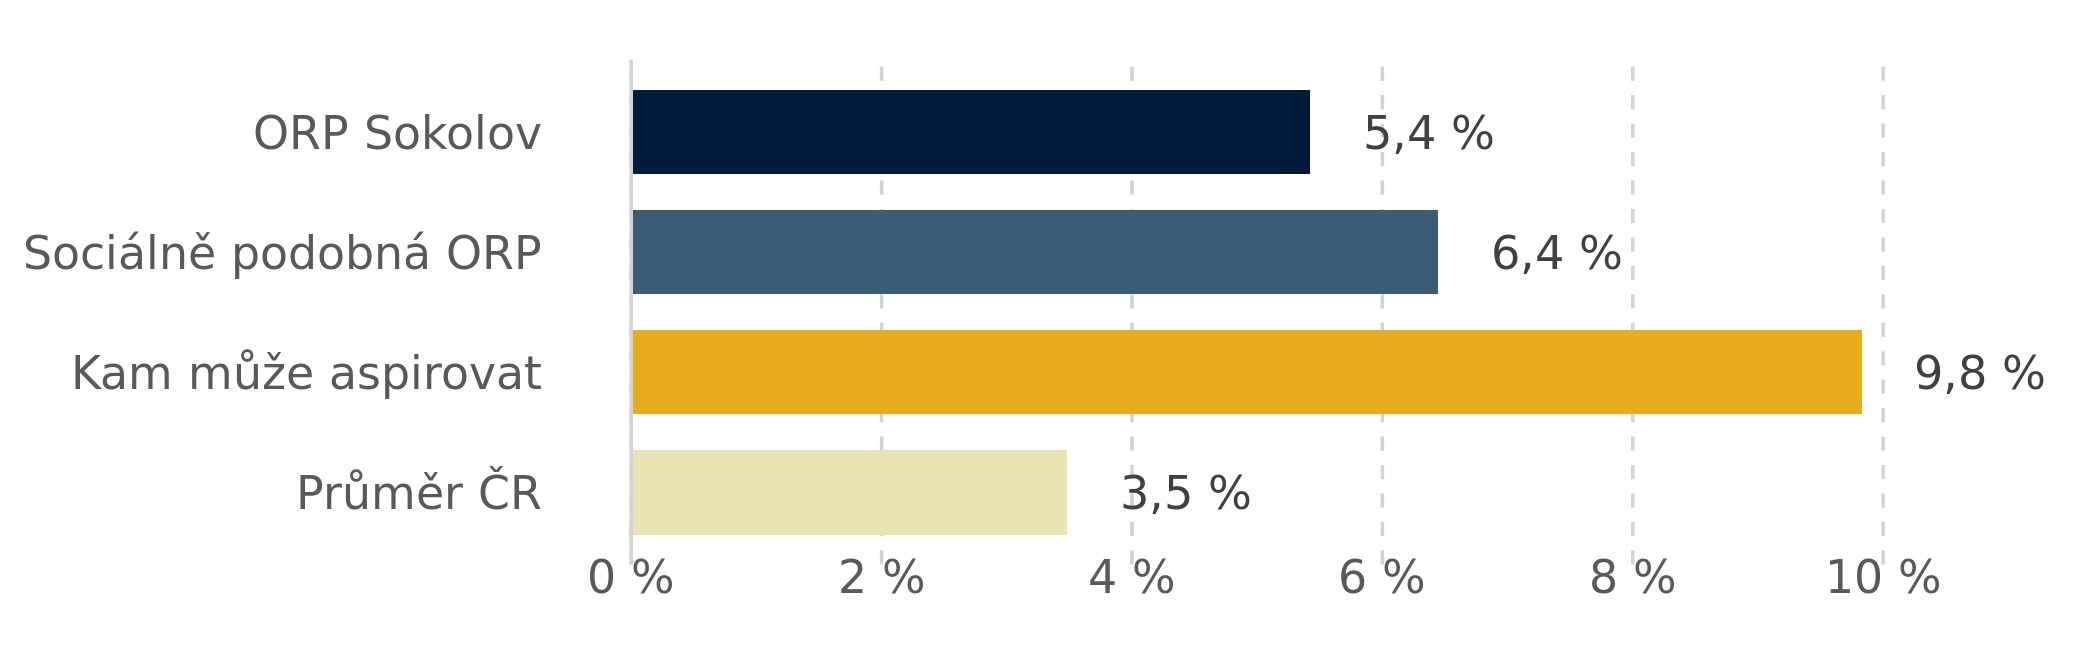 ORP Sokolov 5,4 %
Sociálně podobná ORP 6,4 %
Kam může aspirovat 9,8 %
Průměr ČR 3,5 %
0 % 2 % 4 % 6 % 8 % 10 %